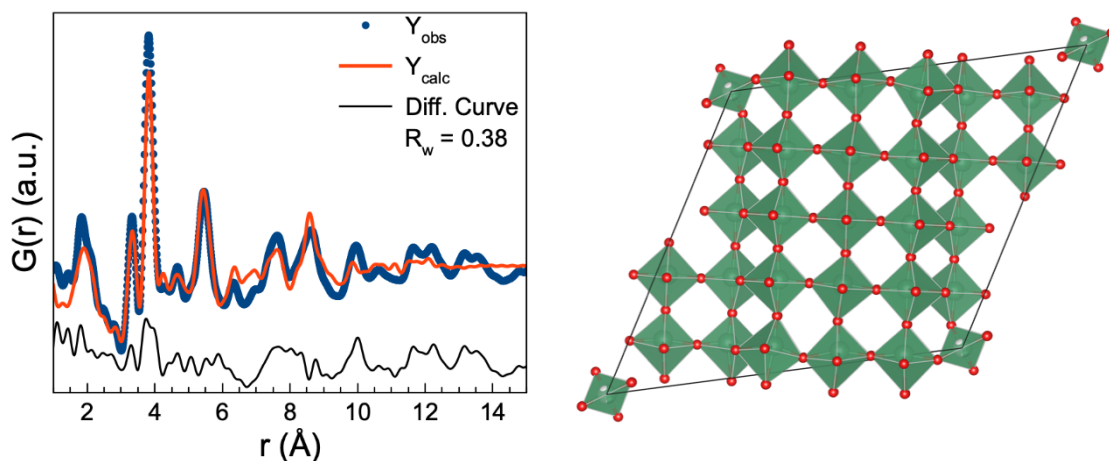 Y_obs
Y_calc
Diff. Curve
R_w = 0.38
G(r) (a.u.)
2 4 6 8 10 12 14
r (Å)